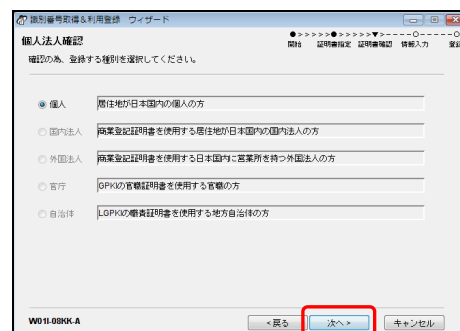 識別番号取得&利用登録 ウィザード
個人法人確認
●>>>>>●>>>>>▼>-----○-----○
開始 証明書指定 証明書確認 情報入力 登録
確認の為、登録する種別を選択してください。
個人 居住地が日本国内の個人の方
国内法人 商業登記証明書を使用する居住地が日本国内の国内法人の方
外国法人 商業登記証明書を使用する日本国内に営業所を持つ外国法人の方
官庁 GPKIの官職証明書を使用する官職の方
自治体 LGPKIの職責証明書を使用する地方自治体の方
W01I-08KK-A
<戻る 次へ> キャンセル